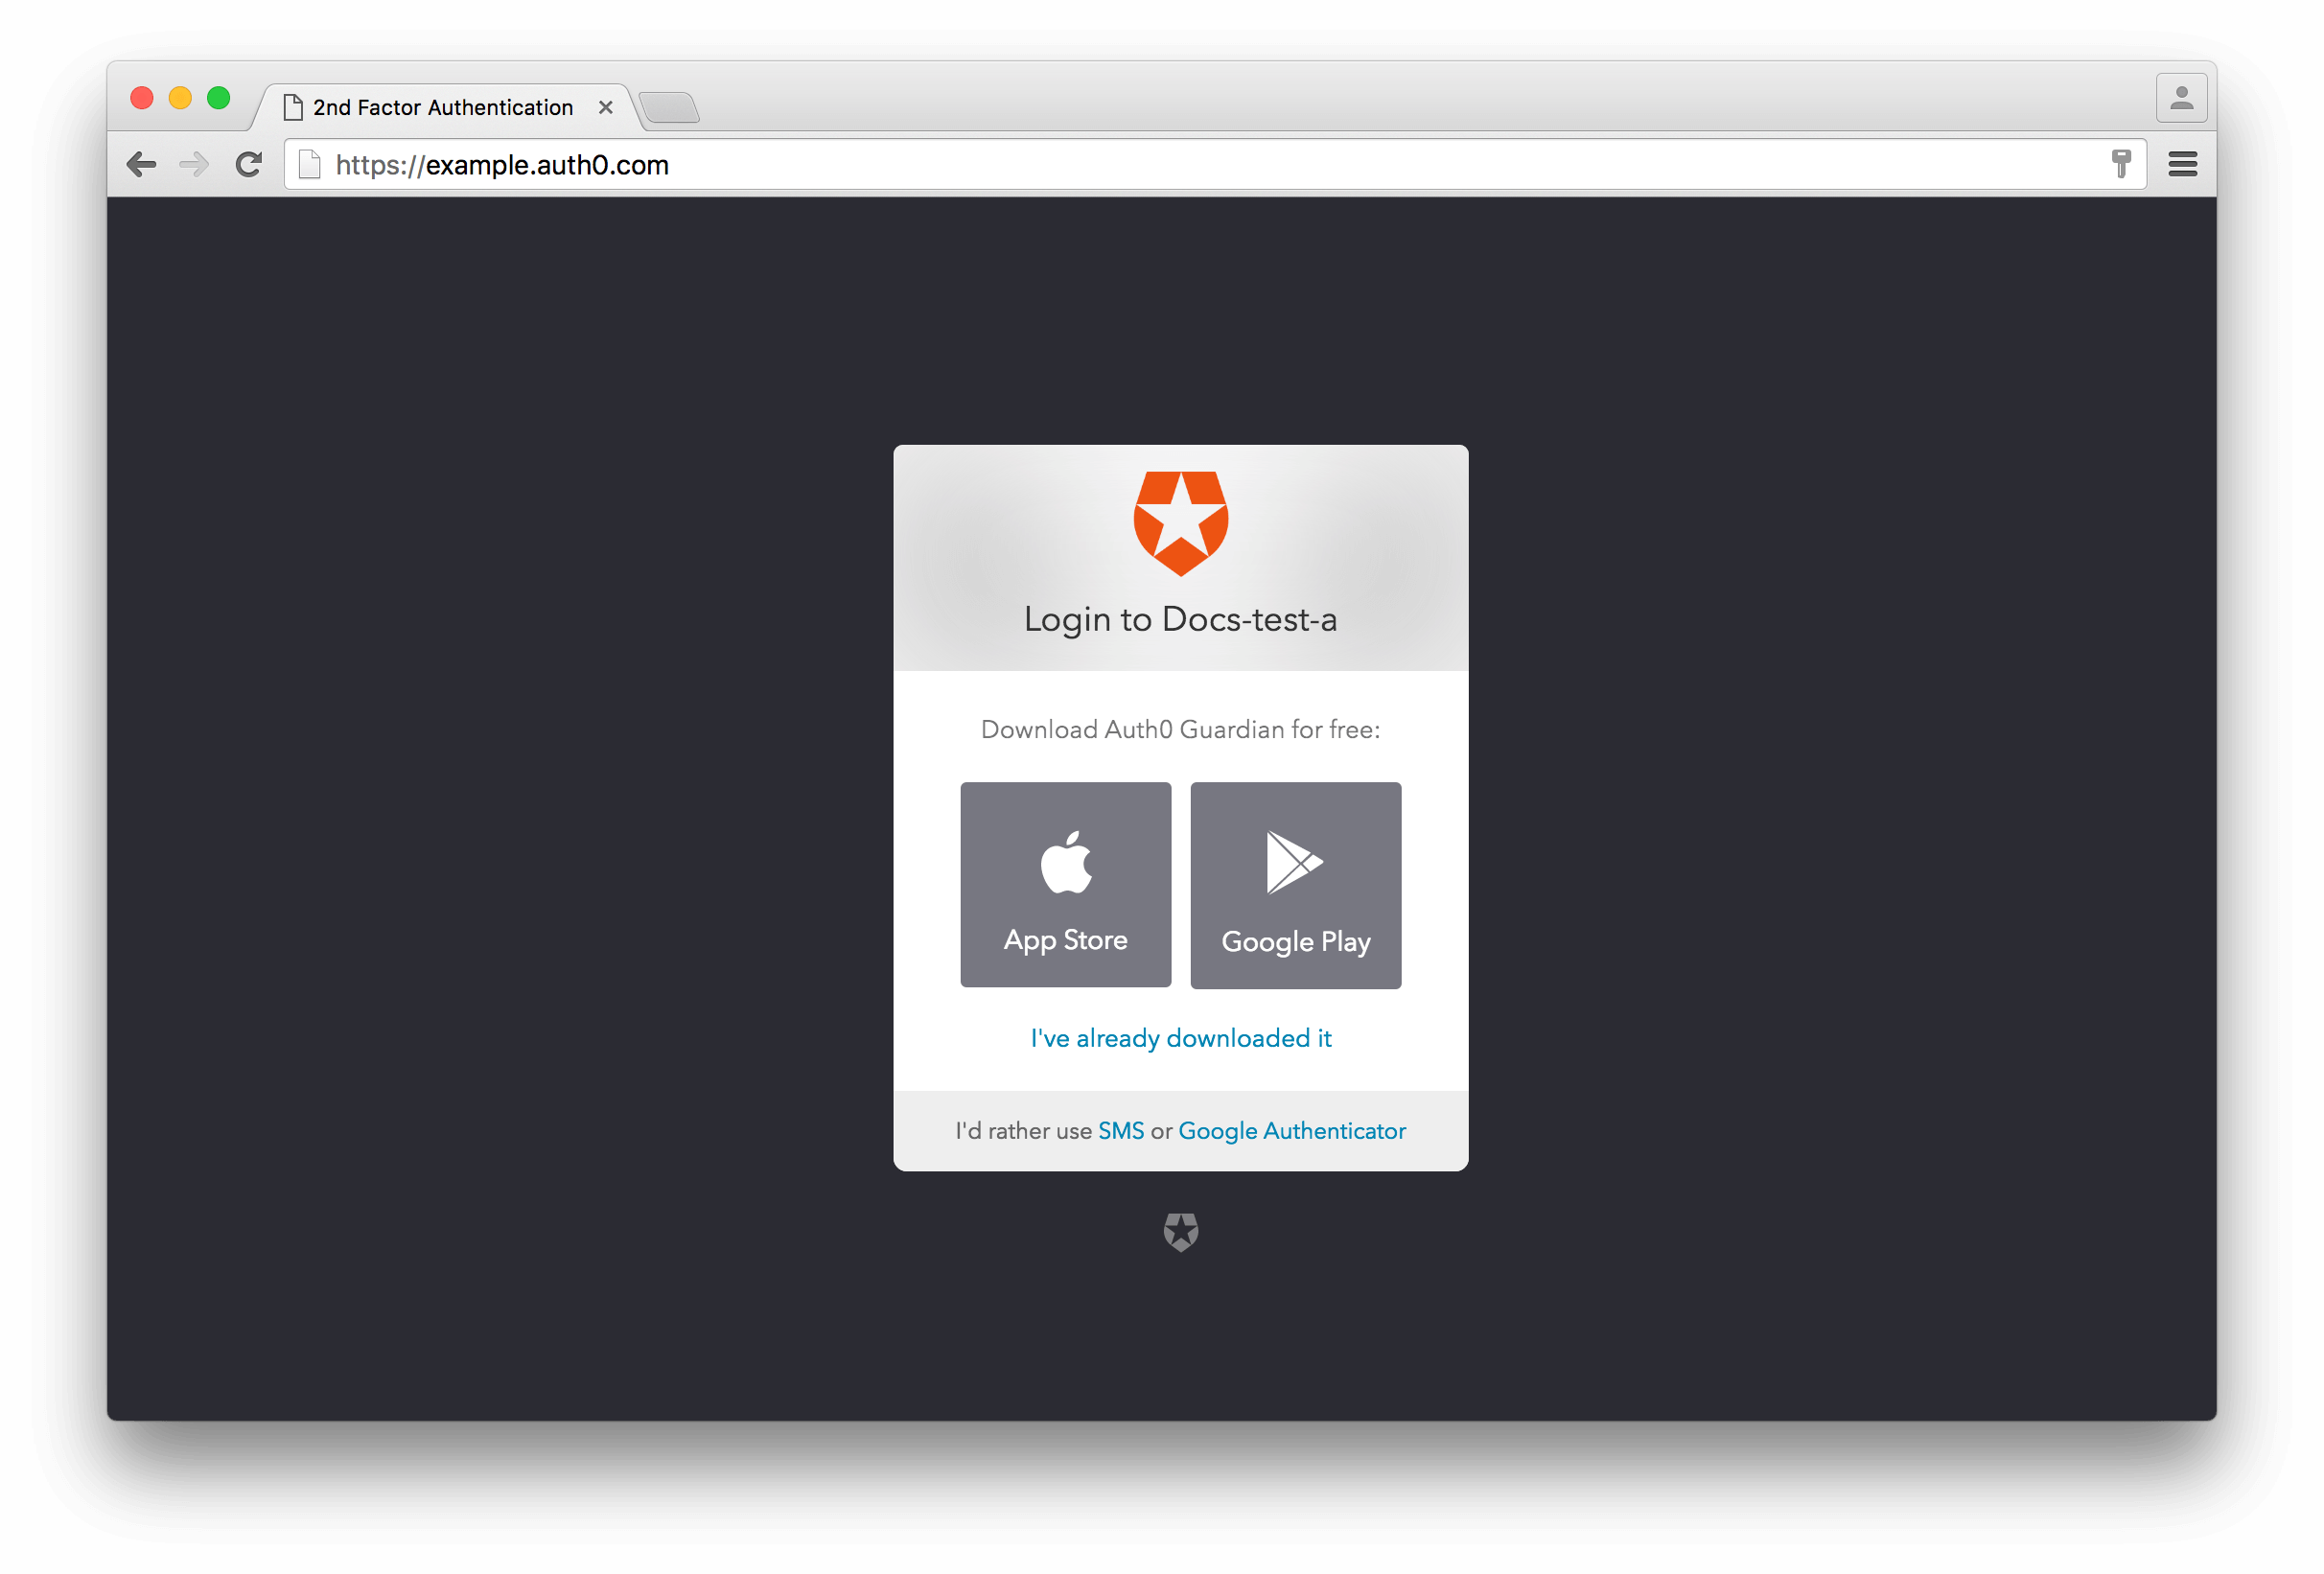 2nd Factor Authentication
https://example.auth0.com
Login to Docs-test-a
Download Auth0 Guardian for free:
App Store
Google Play
I've already downloaded it
I'd rather use SMS or Google Authenticator